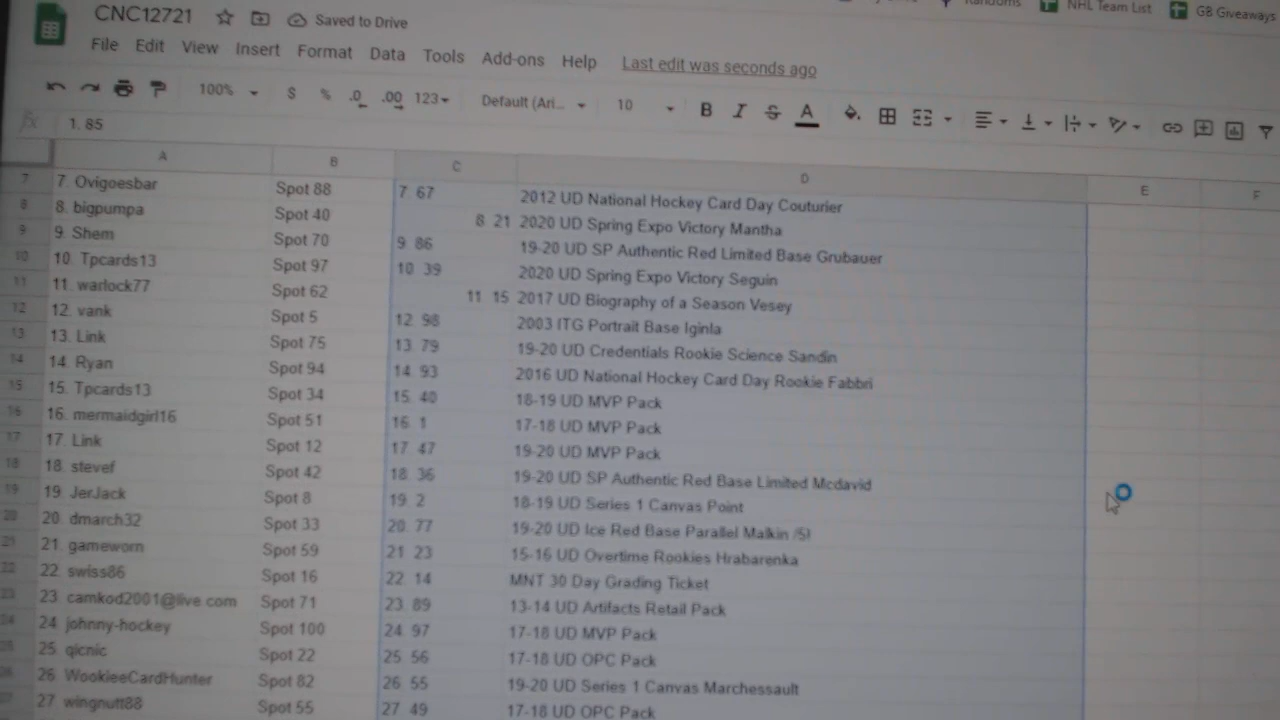 CNC12721 Saved to Drive NHL Team List GB Giveaways
File Edit View Insert Format Data Tools Add-ons Help Last edit was seconds ago
100% $ % .0 .00 123 Default (Ari... 10 B I S A
fx 1. 85
A B C D E F
7 7. Ovigoesbar Spot 88 7 67 2012 UD National Hockey Card Day Couturier
8 8. bigpumpa Spot 40 8 21 2020 UD Spring Expo Victory Mantha
9 9. Shem Spot 70 9 86 19-20 UD SP Authentic Red Limited Base Grubauer
10 10. Tpcards13 Spot 97 10 39 2020 UD Spring Expo Victory Seguin
11 11. warlock77 Spot 62 11 15 2017 UD Biography of a Season Vesey
12 12. vank Spot 5 12 98 2003 ITG Portrait Base Iginla
13 13. Link Spot 75 13 79 19-20 UD Credentials Rookie Science Sandin
14 14. Ryan Spot 94 14 93 2016 UD National Hockey Card Day Rookie Fabbri
15 15. Tpcards13 Spot 34 15 40 18-19 UD MVP Pack
16 16. mermaidgirl16 Spot 51 16 1 17-18 UD MVP Pack
17 17. Link Spot 12 17 47 19-20 UD MVP Pack
18 18. stevef Spot 42 18 36 19-20 UD SP Authentic Red Base Limited Mcdavid
19 19. JerJack Spot 8 19 2 18-19 UD Series 1 Canvas Point
20 20. dmarch32 Spot 33 20 77 19-20 UD Ice Red Base Parallel Malkin
21 21. gameworn Spot 59 21 23 15-16 UD Overtime Rookies Hrabarenka
22 22. swiss86 Spot 16 22 14 MNT 30 Day Grading Ticket
23 23. camkod2001@live.com Spot 71 23 89 13-14 UD Artifacts Retail Pack
24 24. johnny-hockey Spot 100 24 97 17-18 UD MVP Pack
25. qicnic Spot 22 25 56 17-18 UD OPC Pack
26. WookieeCardHunter Spot 82 26 55 19-20 UD Series 1 Canvas Marchessault
27. wingnutt88 Spot 55 27 49 17-18 UD OPC Pack